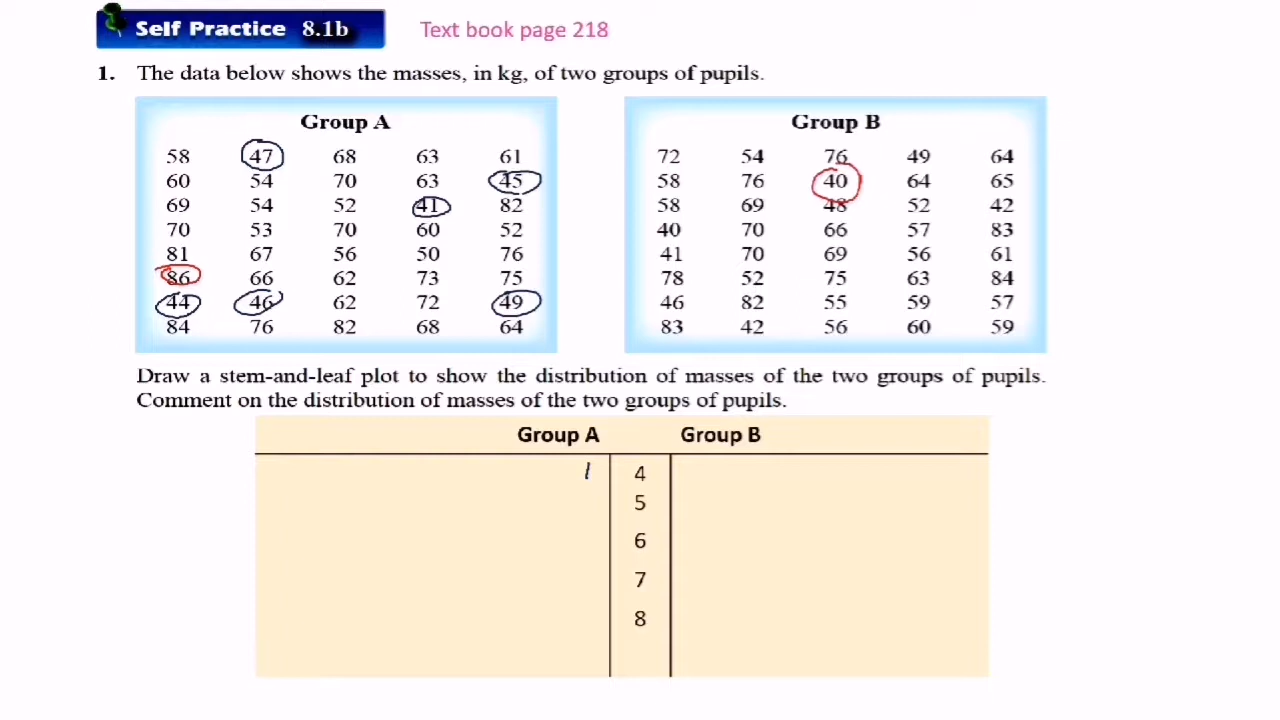 Self Practice 8.1b
Text book page 218
1. The data below shows the masses, in kg, of two groups of pupils.
Group A
58 47 68 63 61
60 54 70 63 45
69 54 52 41 82
70 53 70 60 52
81 67 56 50 76
86 66 62 73 75
44 46 62 72 49
84 76 82 68 64
Group B
72 54 76 49 64
58 76 40 64 65
58 69 48 52 42
40 70 66 57 83
41 70 69 56 61
78 52 75 63 84
46 82 55 59 57
83 42 56 60 59
Draw a stem-and-leaf plot to show the distribution of masses of the two groups of pupils.
Comment on the distribution of masses of the two groups of pupils.
Group A Group B
1 4
5
6
7
8